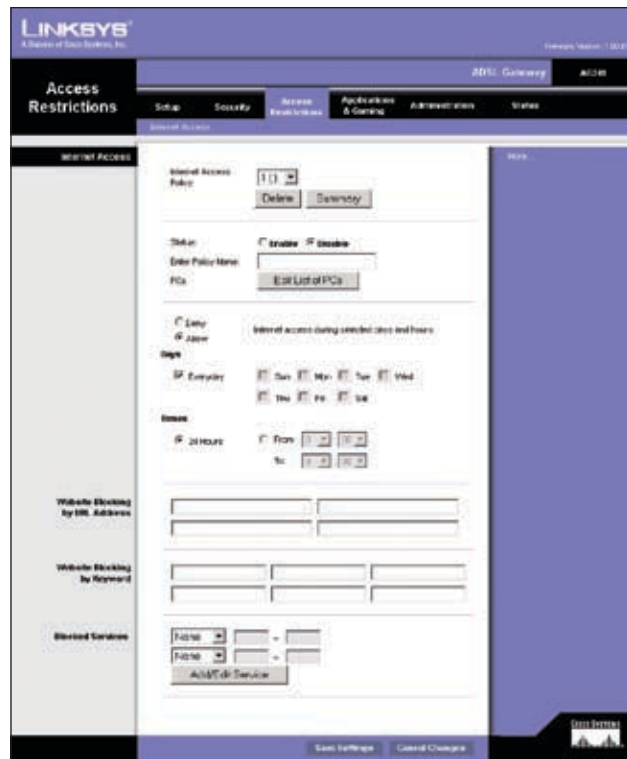 LINKSYS
A Division of Cisco Systems, Inc.
ADSL Gateway
Access Restrictions
Setup Security Access Restrictions Applications & Gaming Administration Status
Internet Access
Internet Access
More...
Internet Access Policy
1 ()
Delete Summary
Status: Enable Disable
Enter Policy Name:
PCs Edit List of PCs
Deny
Allow
Internet access during selected days and hours.
Days
Everyday Sun Mon Tue Wed
Thu Fri Sat
24 Hours From
To:
Website Blocking by URL Address
Website Blocking by Keyword
Blocked Services
None ~
None ~
Add/Edit Service
Save Settings Cancel Changes
CISCO SYSTEMS